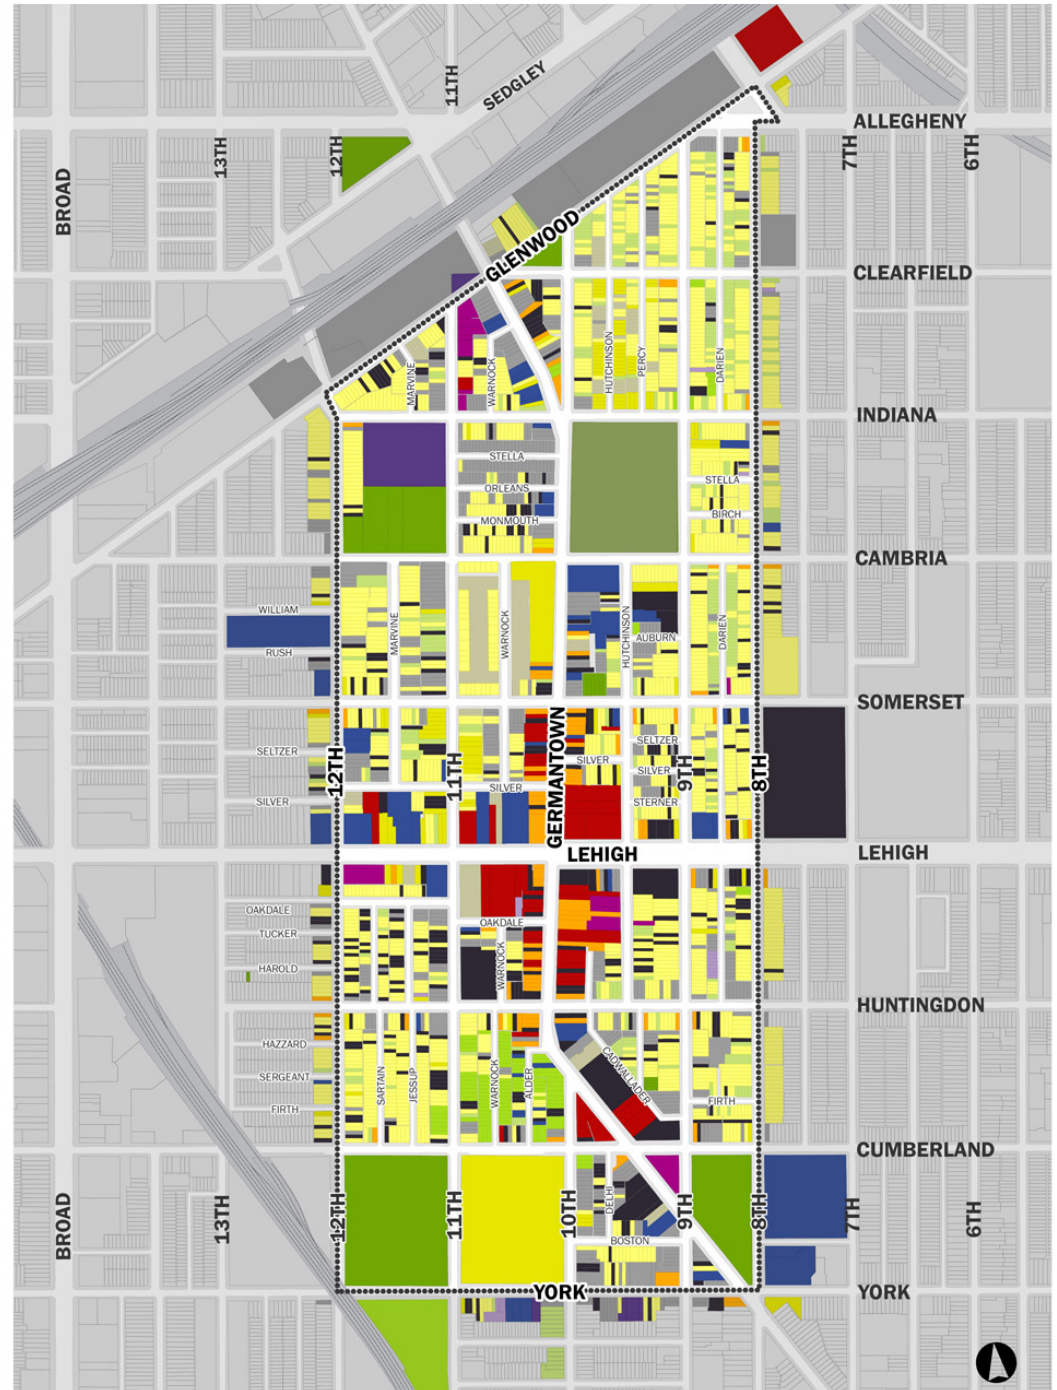 11TH
SEDGLEY
ALLEGHENY
13TH
12TH
7TH
6TH
BROAD
GLENWOOD
CLEARFIELD
HUTCHINSON
PERCY
DARIEN
MARVINE
WARNOCK
INDIANA
STELLA
ORLEANS
MONMOUTH
STELLA
BIRCH
CAMBRIA
WILLIAM
RUSH
MARVINE
WARNOCK
HUTCHINSON
AUBURN
DARIEN
SOMERSET
SELTZER
SILVER
12TH
11TH
SILVER
GERMANTOWN
SILVER
SELTZER
SILVER
STERNER
9TH
8TH
LEHIGH
LEHIGH
OAKDALE
TUCKER
HAROLD
OAKDALE
WARNOCK
HUNTINGDON
HAZZARD
SERGEANT
FIRTH
SARTAIN
JESSUP
WARNOCK
ALDER
CADWALLADER
FIRTH
CUMBERLAND
BROAD
13TH
12TH
11TH
10TH
DELHI
BOSTON
9TH
8TH
7TH
6TH
YORK
YORK